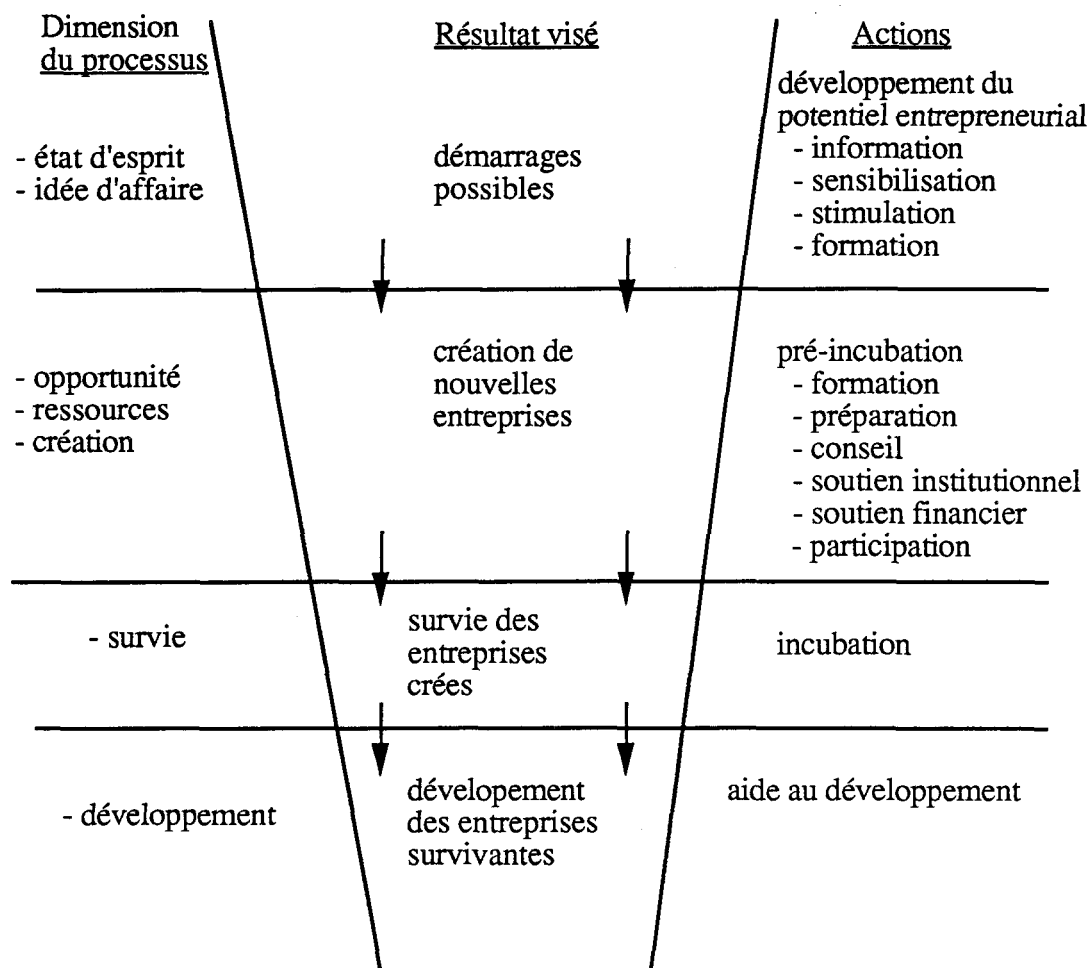 Dimension
du processus
Résultat visé
Actions
- état d'esprit
- idée d'affaire
démarrages
possibles
développement du
potentiel entrepreneurial
- information
- sensibilisation
- stimulation
- formation
- opportunité
- ressources
- création
création de
nouvelles
entreprises
pré-incubation
- formation
- préparation
- conseil
- soutien institutionnel
- soutien financier
- participation
- survie
survie des
entreprises
crées
incubation
- développement
dévelopement
des entreprises
survivantes
aide au développement